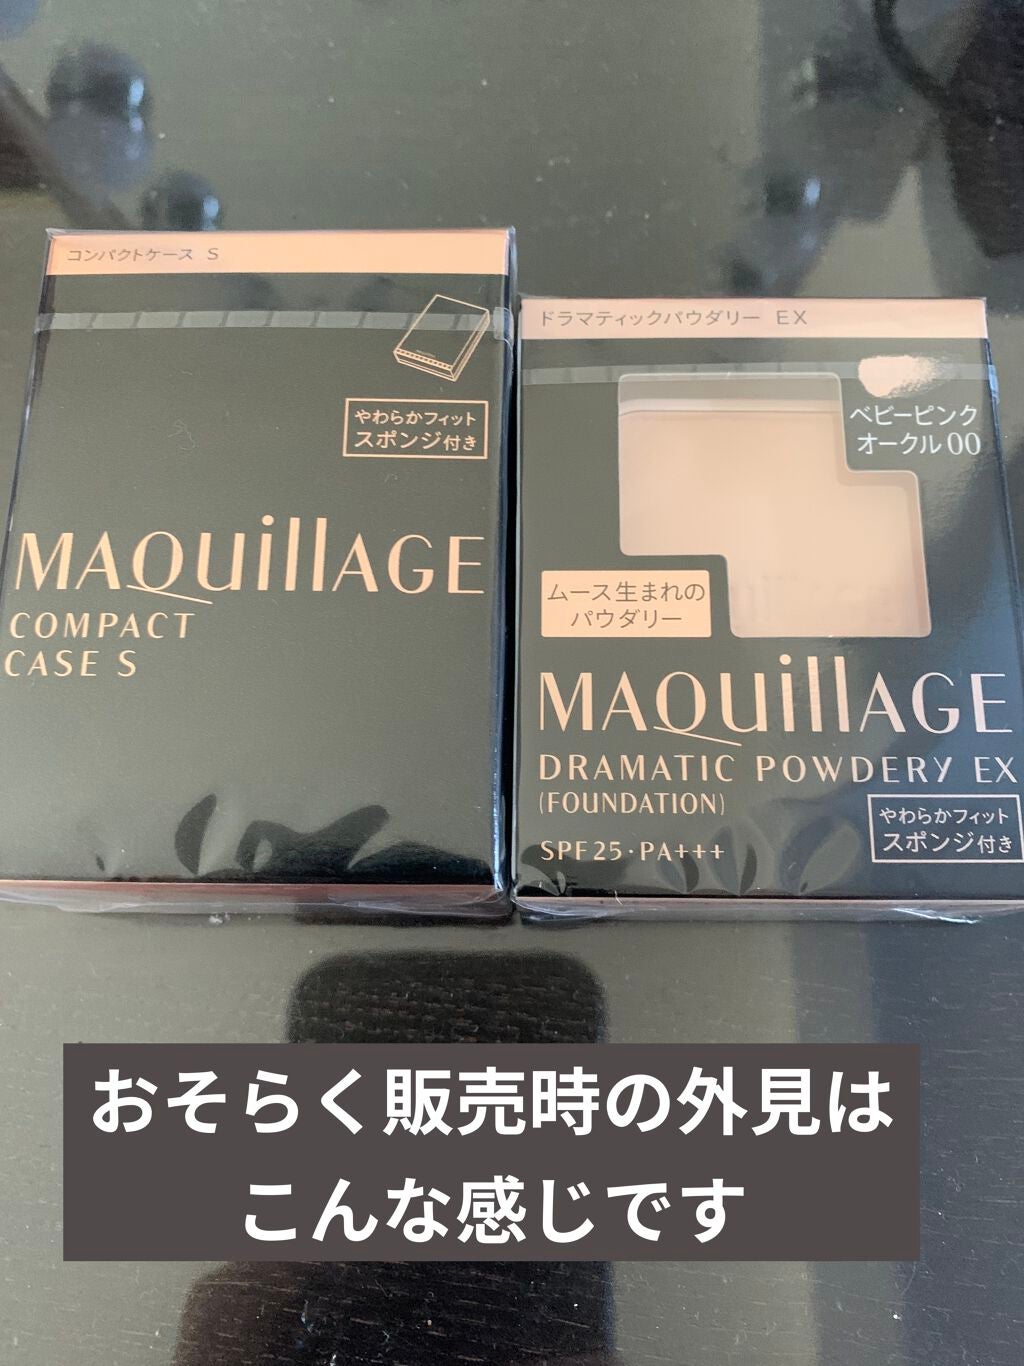 コンパクトケース S
やわらかフィット
スポンジ付き
MAQuillAGE
COMPACT
CASE S
ドラマティックパウダリー EX
ベビーピンク
オークル00
ムース生まれの
パウダリー
MAQuillAGE
DRAMATIC POWDERY EX
(FOUNDATION)
SPF25・PA+++
やわらかフィット
スポンジ付き
おそらく販売時の外見は
こんな感じです